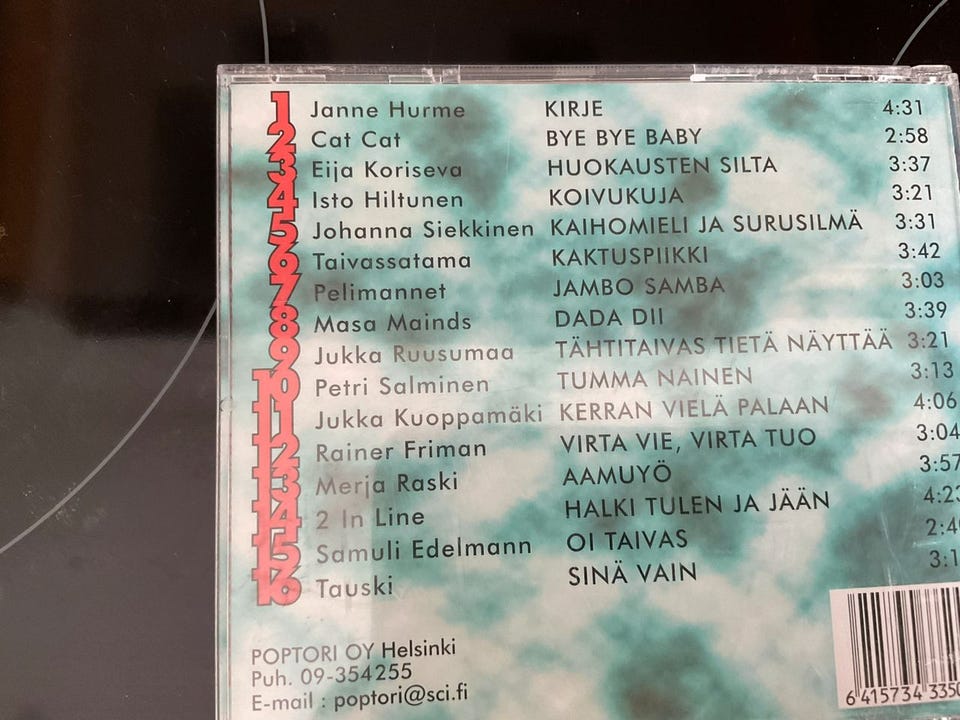 1 Janne Hurme KIRJE 4:31
2 Cat Cat BYE BYE BABY 2:58
3 Eija Koriseva HUOKAUSTEN SILTA 3:37
4 Isto Hiltunen KOIVUKUJA 3:21
5 Johanna Siekkinen KAIHOMIELI JA SURUSILMÄ 3:31
6 Taivassatama KAKTUSPIIKKI 3:42
7 Pelimannet JAMBO SAMBA 3:03
8 Masa Mainds DADA DII 3:39
9 Jukka Ruusumaa TÄHTITAIVAS TIETÄ NÄYTTÄÄ 3:21
10 Petri Salminen TUMMA NAINEN 3:13
11 Jukka Kuoppamäki KERRAN VIELÄ PALAAN 4:06
12 Rainer Friman VIRTA VIE, VIRTA TUO 3:04
13 Merja Raski AAMUYÖ 3:57
14 2 In Line HALKI TULEN JA JÄÄN 4:23
15 Samuli Edelmann OI TAIVAS
16 Tauski SINÄ VAIN
POPTORI OY Helsinki
Puh. 09-354255
E-mail : poptori@sci.fi
6 415734 3350